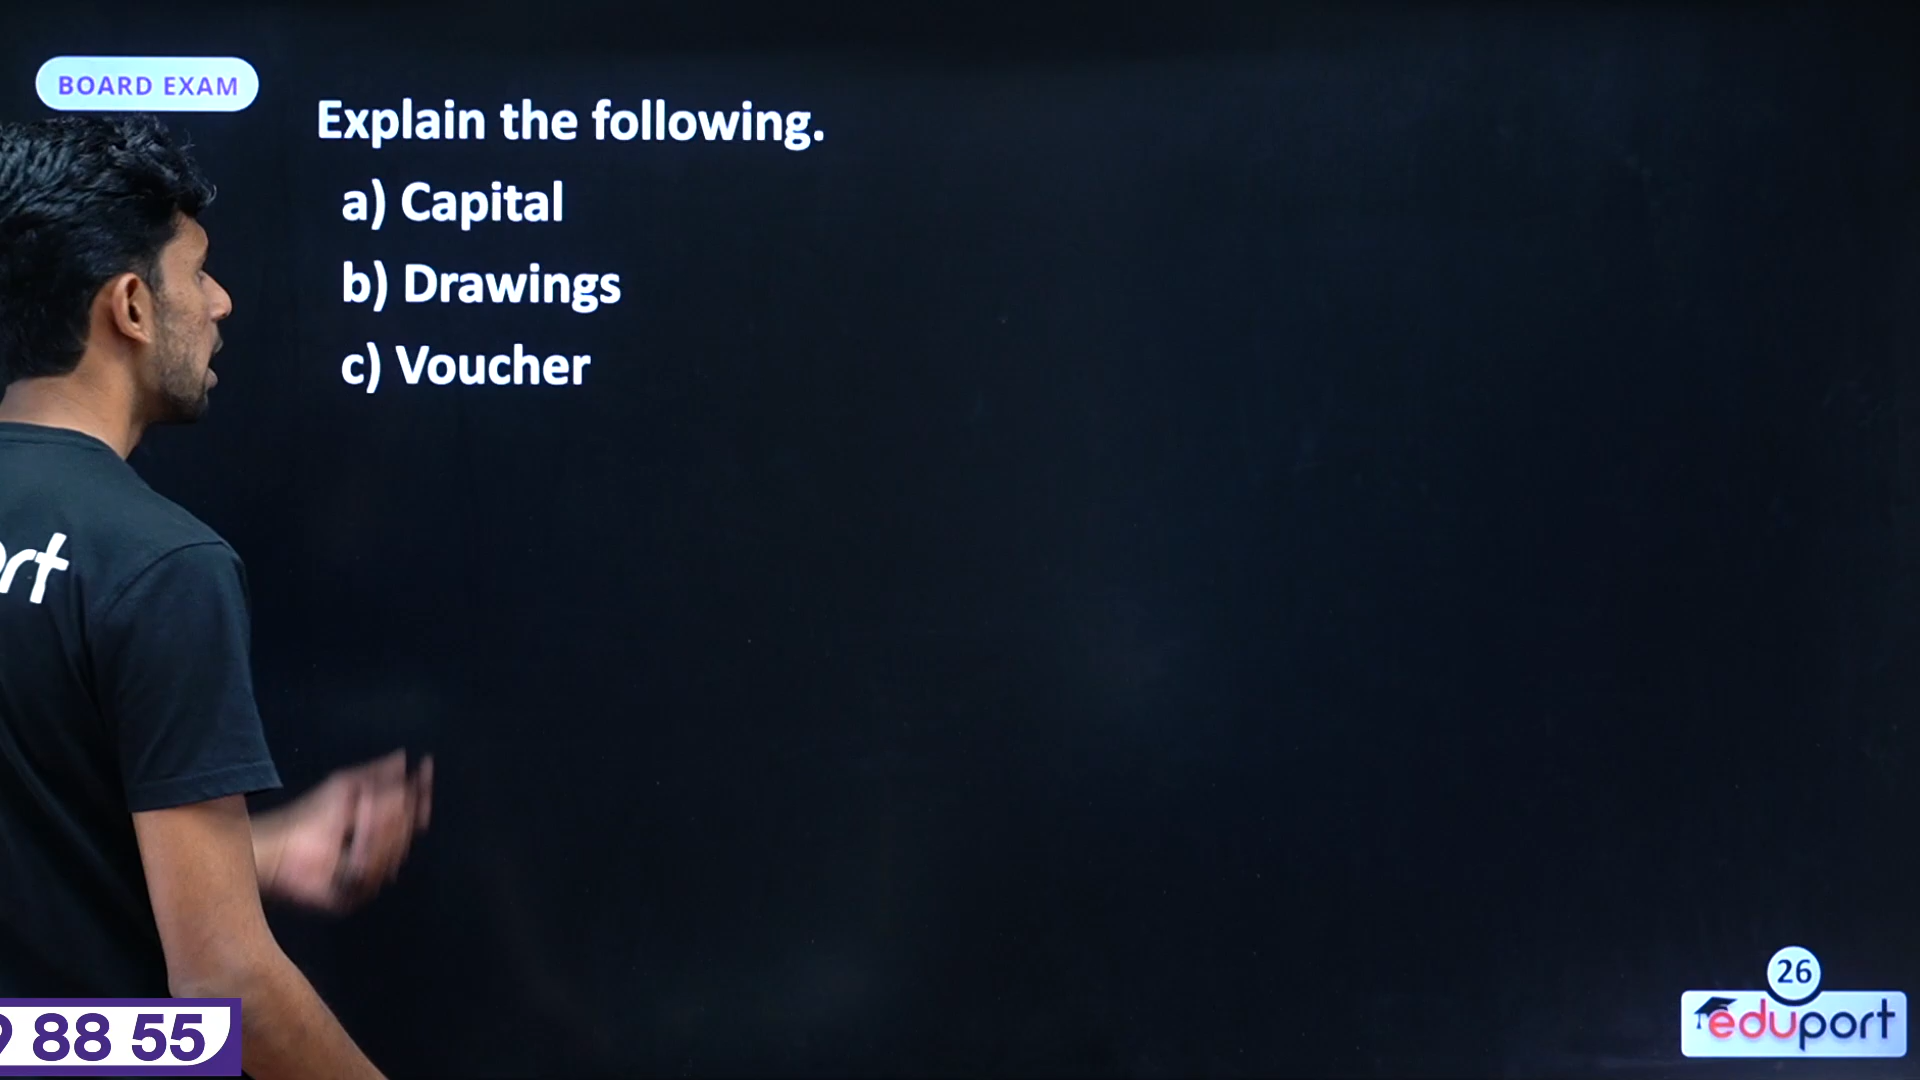 BOARD EXAM
Explain the following.
a) Capital
b) Drawings
c) Voucher
rt
88 55
26
eduport